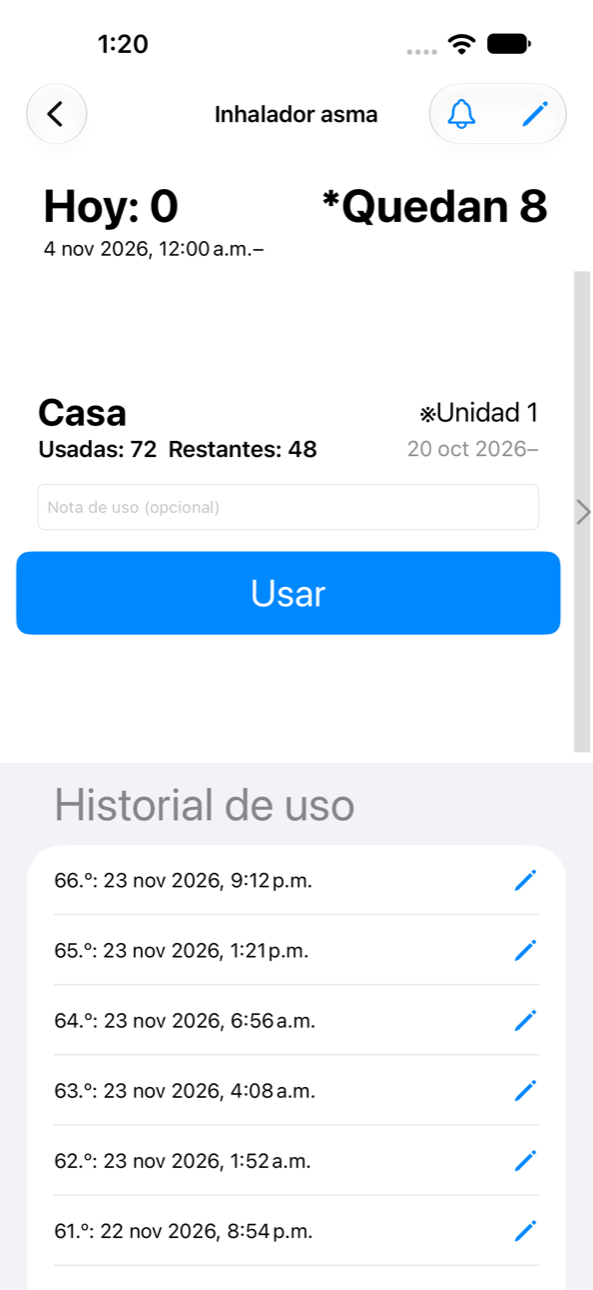 1:20
Inhalador asma
Hoy: 0 *Quedan 8
4 nov 2026, 12:00 a.m.–
Casa ※Unidad 1
Usadas: 72 Restantes: 48 20 oct 2026–
Nota de uso (opcional)
Usar
Historial de uso
66.º: 23 nov 2026, 9:12 p.m.
65.º: 23 nov 2026, 1:21 p.m.
64.º: 23 nov 2026, 6:56 a.m.
63.º: 23 nov 2026, 4:08 a.m.
62.º: 23 nov 2026, 1:52 a.m.
61.º: 22 nov 2026, 8:54 p.m.